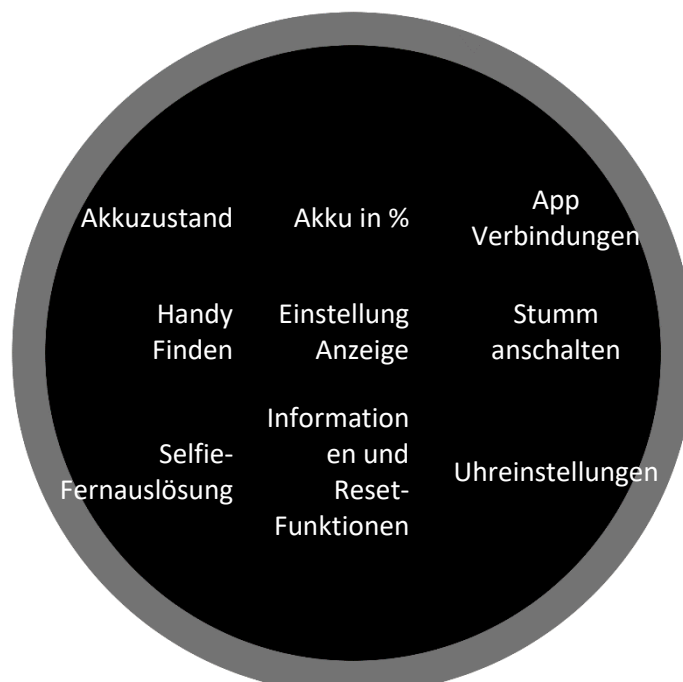 Akkuzustand
Akku in %
App
Verbindungen
Handy
Finden
Einstellung
Anzeige
Stumm
anschalten
Selfie-
Fernauslösung
Information
en und
Reset-
Funktionen
Uhreinstellungen